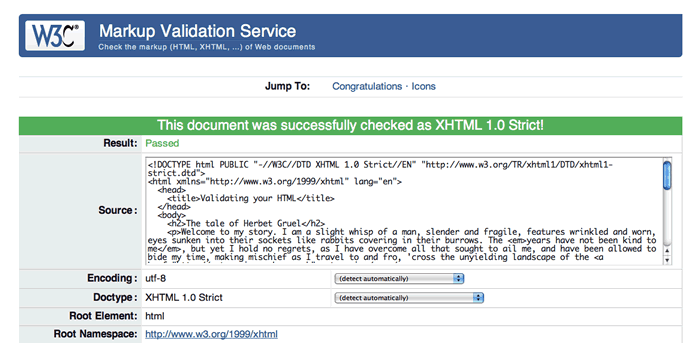 W3C® Markup Validation Service
Check the markup (HTML, XHTML, ...) of Web documents
Jump To: Congratulations · Icons
This document was successfully checked as XHTML 1.0 Strict!
Result: Passed
<!DOCTYPE html PUBLIC "-//W3C//DTD XHTML 1.0 Strict//EN" "http://www.w3.org/TR/xhtml1/DTD/xhtml1-
strict.dtd">
<html xmlns="http://www.w3.org/1999/xhtml" lang="en">
<head>
<title>Validating your HTML</title>
</head>
<body>
<h2>The tale of Herbet Gruel</h2>
Source : <p>Welcome to my story. I am a slight whisp of a man, slender and fragile, features wrinkled and worn,
eyes sunken into their sockets like rabbits covering in their burrows. The <em>years have not been kind to
me</em>, but yet I hold no regrets, as I have overcome all that sought to ail me, and have been allowed to
bide my time, making mischief as I travel to and fro, 'cross the unyielding landscape of the <a
Encoding : utf-8 (detect automatically)
Doctype : XHTML 1.0 Strict (detect automatically)
Root Element: html
Root Namespace: http://www.w3.org/1999/xhtml